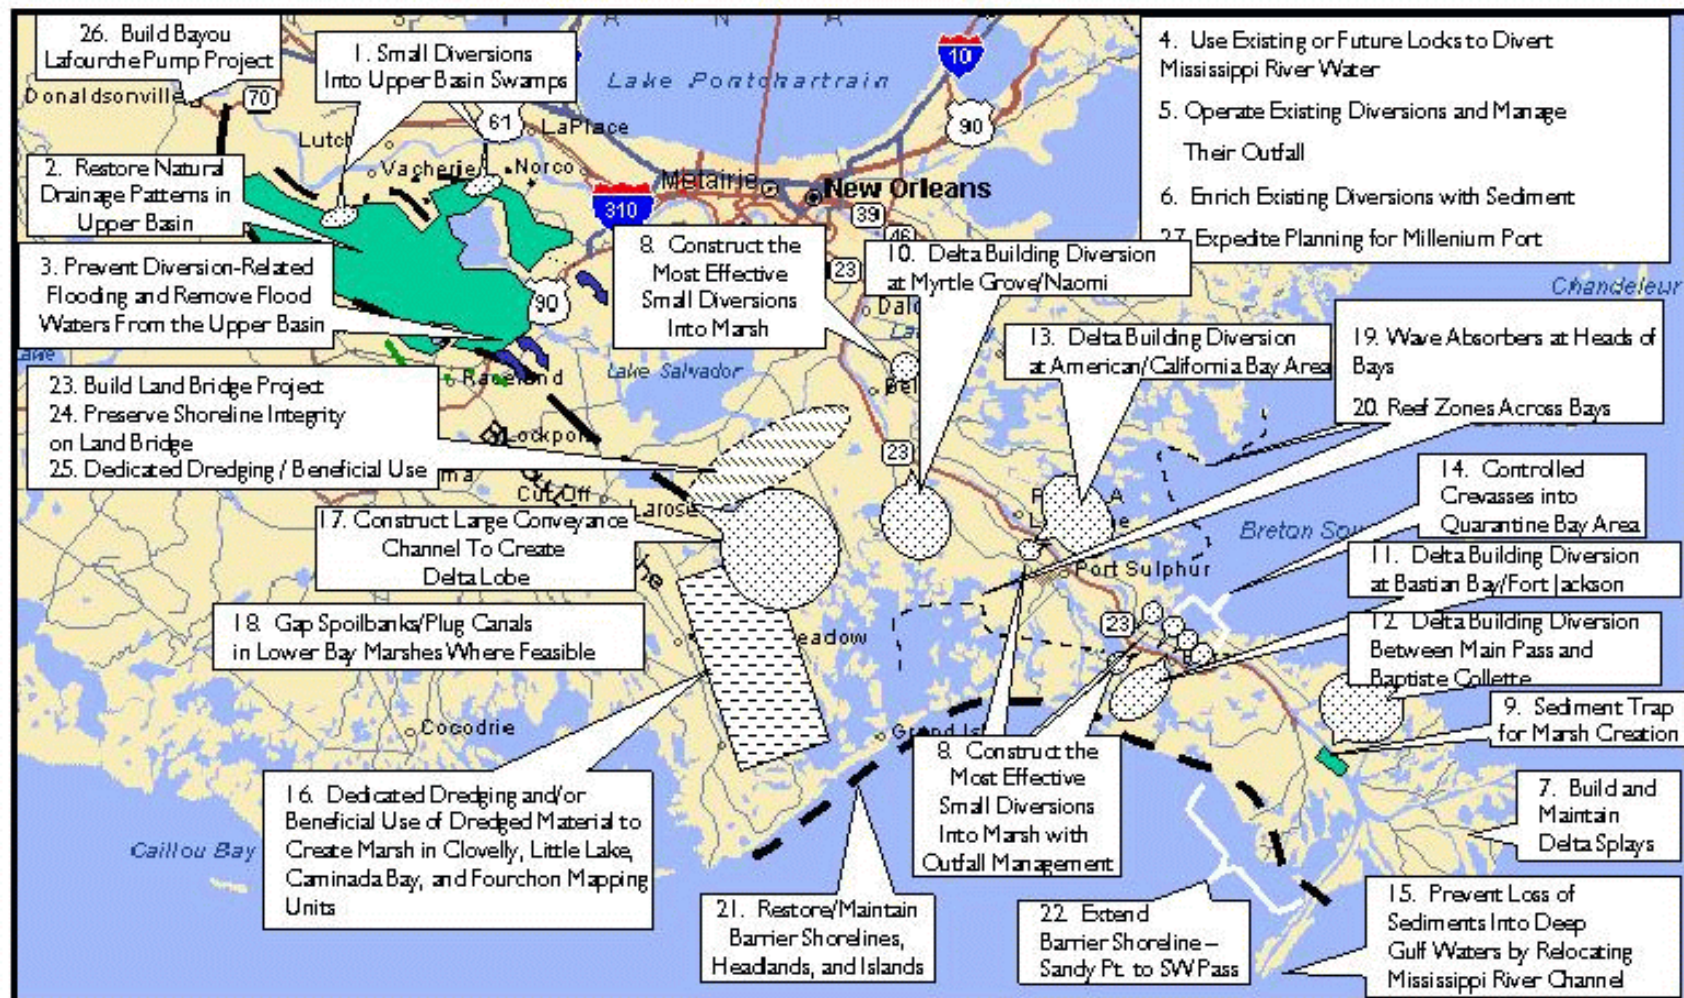 26. Build Bayou
Lafourche Pump Project
1. Small Diversions
Into Upper Basin Swamps
4. Use Existing or Future Locks to Divert
Mississippi River Water
5. Operate Existing Diversions and Manage
Their Outfall
6. Enrich Existing Diversions with Sediment
27. Expedite Planning for Millenium Port
Lake Pontchartrain
10
90
Donaldsonville
70
61
LaPlace
Lutch
Vacherie
Norco
Metairie
New Orleans
310
39
46
23
90
2. Restore Natural
Drainage Patterns in
Upper Basin
3. Prevent Diversion-Related
Flooding and Remove Flood
Waters From the Upper Basin
8. Construct the
Most Effective
Small Diversions
Into Marsh
10. Delta Building Diversion
at Myrtle Grove/Naomi
Chandeleur
13. Delta Building Diversion
at American/California Bay Area
19. Wave Absorbers at Heads of
Bays
20. Reef Zones Across Bays
Lake
Raceland
Lake Salvador
Bel
23. Build Land Bridge Project
24. Preserve Shoreline Integrity
on Land Bridge
25. Dedicated Dredging / Beneficial Use
Lockport
23
Cut Off
Larose
14. Controlled
Crevasses into
Quarantine Bay Area
17. Construct Large Conveyance
Channel To Create
Delta Lobe
Breton Sou
11. Delta Building Diversion
at Bastian Bay/Fort Jackson
Port Sulphur
18. Gap Spoilbanks/Plug Canals
in Lower Bay Marshes Where Feasible
eadow
23
12. Delta Building Diversion
Between Main Pass and
Baptiste Collette
9. Sediment Trap
for Marsh Creation
Cocodrie
Grand Isl
8. Construct the
Most Effective
Small Diversions
Into Marsh with
Outfall Management
16. Dedicated Dredging and/or
Beneficial Use of Dredged Material to
Create Marsh in Clovelly, Little Lake,
Caminada Bay, and Fourchon Mapping
Units
7. Build and
Maintain
Delta Splays
Caillou Bay
21. Restore/Maintain
Barrier Shorelines,
Headlands, and Islands
22 Extend
Barrier Shoreline –
Sandy Pt. to SW Pass
15. Prevent Loss of
Sediments Into Deep
Gulf Waters by Relocating
Mississippi River Channel